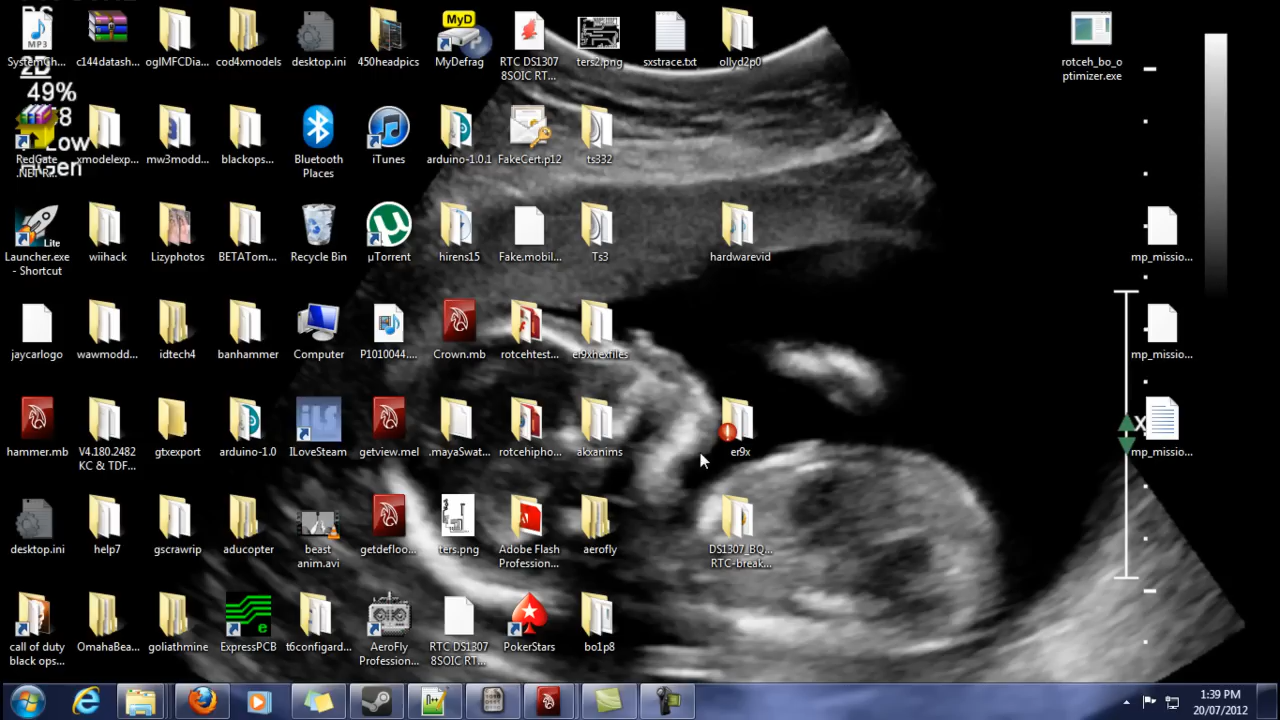 2D
49%
Low
SystemGh...
c144datash...
oglMFCDia...
cod4xmodels
desktop.ini
450headpics
MyD
MyDefrag
RTC DS1307
8SOIC RT...
ters2.png
sxstrace.txt
ollyd2p0
rotceh_bo_o
ptimizer.exe
RedGate
.NET R...
xmodelexp...
mw3modd...
blackops...
Bluetooth
Places
iTunes
arduino-1.0.1
FakeCert.p12
ts332
Lite
Launcher.exe
- Shortcut
wiihack
Lizyphotos
BETATom...
Recycle Bin
µTorrent
hirens15
Fake.mobil...
Ts3
hardwarevid
mp_missio...
jaycarlogo
wawmodd...
idtech4
banhammer
Computer
P1010044....
Crown.mb
rotcehtest...
er9xhexfiles
mp_missio...
hammer.mb
V4.180.2482
KC & TDF...
gtxexport
arduino-1.0
ILoveSteam
getview.mel
.mayaSwat...
rotcehipho...
akxanims
er9x
X
mp_missio...
desktop.ini
help7
gscrawrip
aducopter
beast
anim.avi
getdefloo...
ters.png
Adobe Flash
Profession...
aerofly
DS1307_BQ...
RTC-break...
call of duty
black ops...
OmahaBea...
goliathmine
ExpressPCB
t6configard...
AeroFly
Profession...
RTC DS1307
8SOIC RT...
PokerStars
bo1p8
1:39 PM
20/07/2012